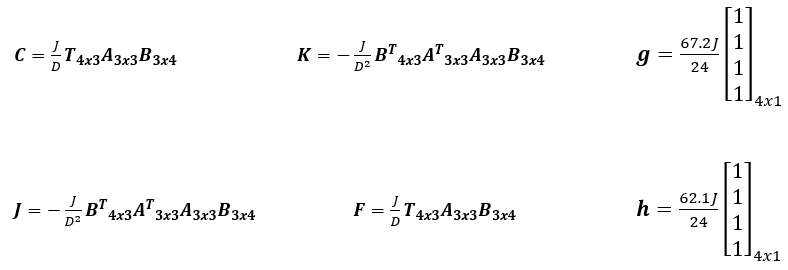 C = J/D T₄ₓ₃A₃ₓ₃B₃ₓ₄ K = −J/D² Bᵀ₄ₓ₃Aᵀ₃ₓ₃A₃ₓ₃B₃ₓ₄ g = 67.2J/24 [1 1 1 1]₄ₓ₁
J = −J/D² Bᵀ₄ₓ₃Aᵀ₃ₓ₃A₃ₓ₃B₃ₓ₄ F = J/D T₄ₓ₃A₃ₓ₃B₃ₓ₄ h = 62.1J/24 [1 1 1 1]₄ₓ₁